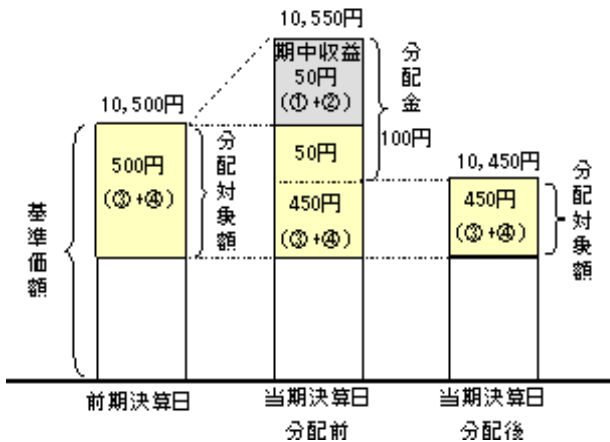 10,550円
期中収益
50円
(①+②)
分配金
100円
10,500円
500円
(③+④)
分配対象額
50円
450円
(③+④)
10,450円
450円
(③+④)
分配対象額
基準価額
前期決算日
当期決算日
分配前
当期決算日
分配後